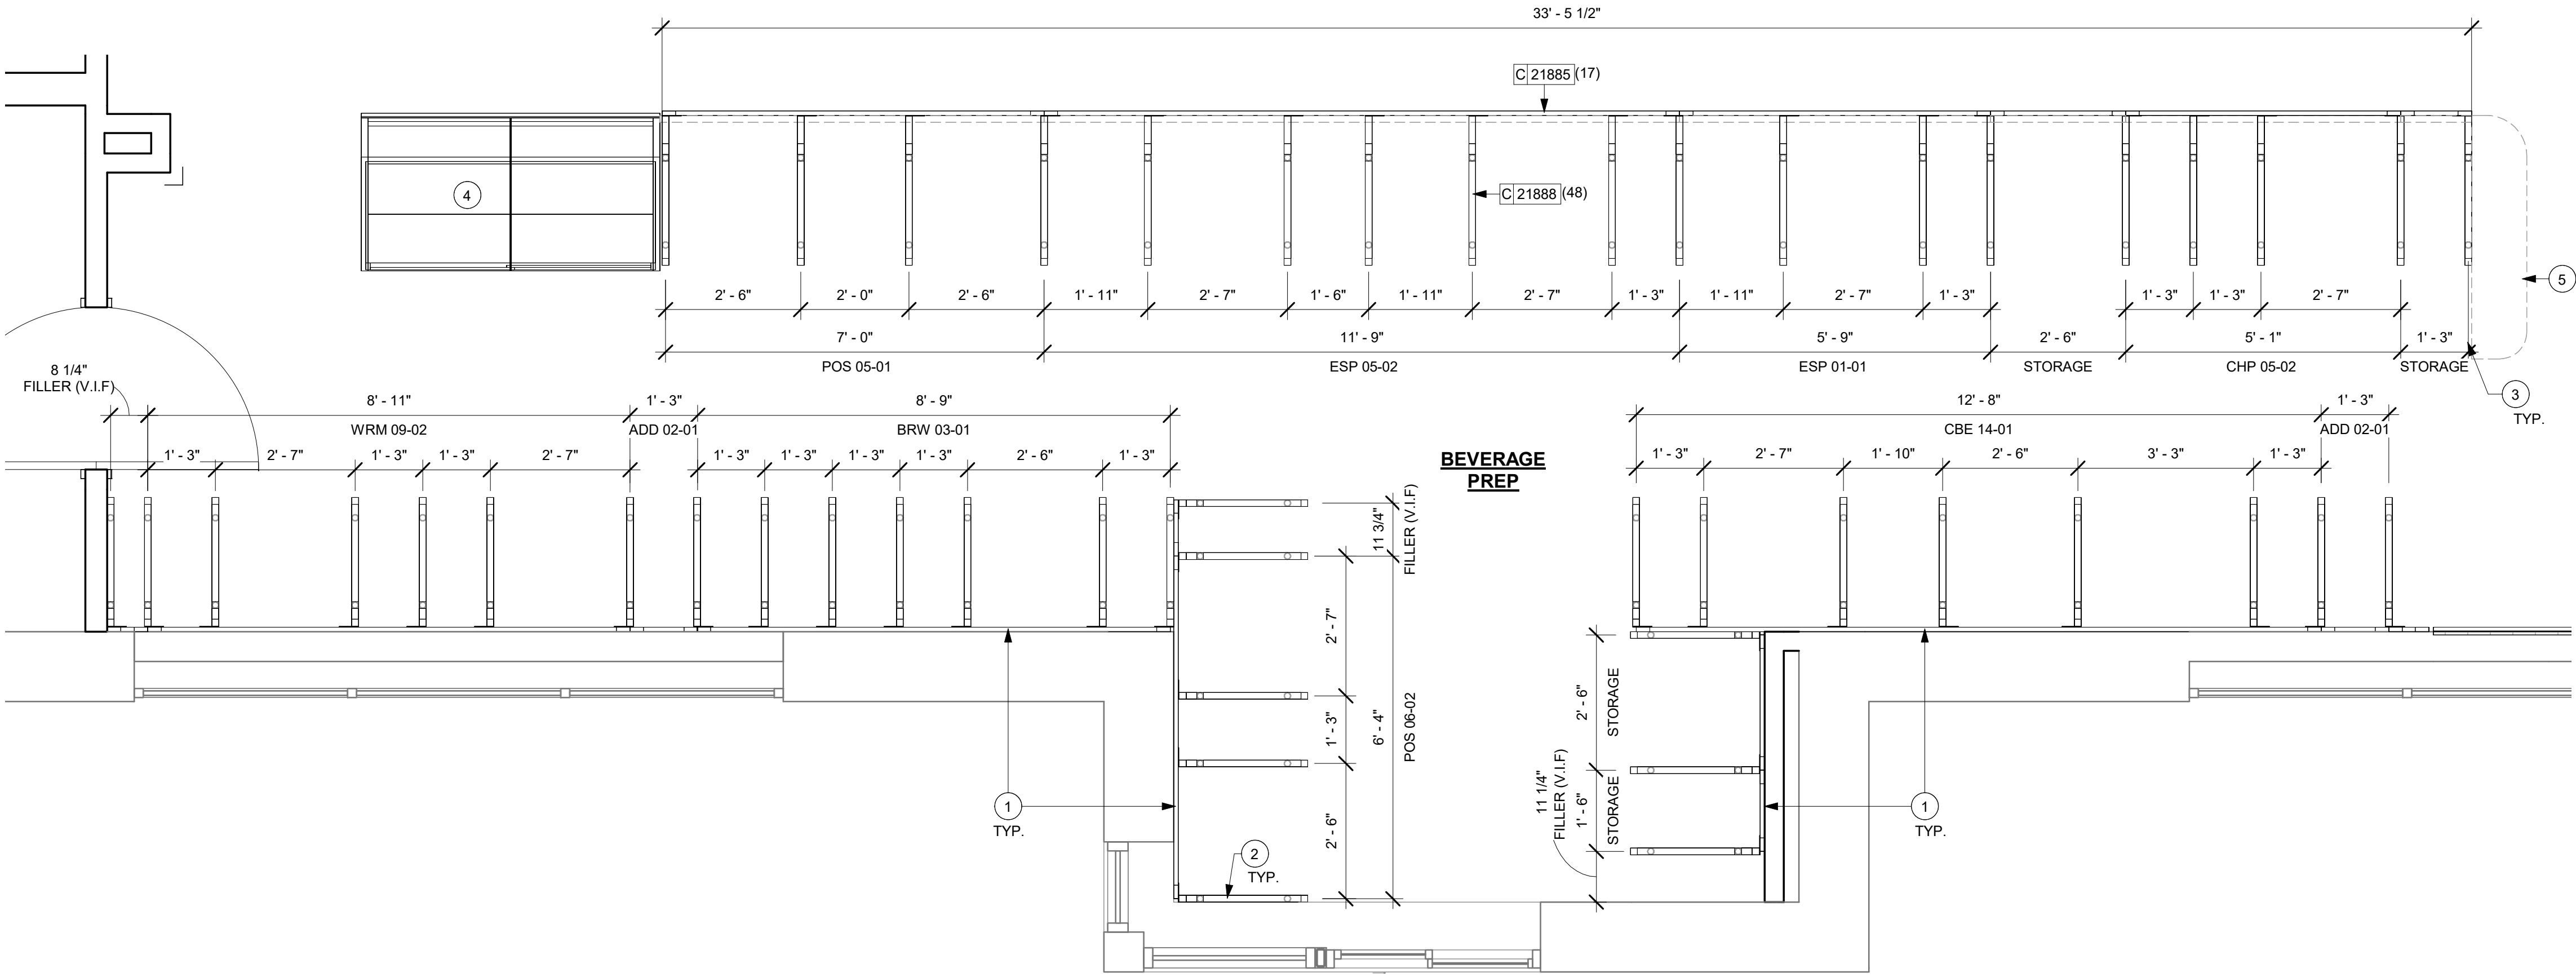 33' - 5 1/2"
C 21885 (17)
C 21888 (48)
4
5
2' - 6" 2' - 0" 2' - 6" 1' - 11" 2' - 7" 1' - 6" 1' - 11" 2' - 7" 1' - 3" 1' - 11" 2' - 7" 1' - 3" 1' - 3" 1' - 3" 2' - 7"
7' - 0" 11' - 9" 5' - 9" 2' - 6" 5' - 1" 1' - 3"
POS 05-01 ESP 05-02 ESP 01-01 STORAGE CHP 05-02 STORAGE
3
TYP.
8 1/4"
FILLER (V.I.F)
8' - 11" 1' - 3" 8' - 9"
WRM 09-02 ADD 02-01 BRW 03-01
1' - 3" 2' - 7" 1' - 3" 1' - 3" 2' - 7" 1' - 3" 1' - 3" 1' - 3" 1' - 3" 2' - 6" 1' - 3"
BEVERAGE
PREP
12' - 8" 1' - 3"
CBE 14-01 ADD 02-01
1' - 3" 2' - 7" 1' - 10" 2' - 6" 3' - 3" 1' - 3"
11 3/4"
FILLER (V.I.F)
2' - 7"
1' - 3"
2' - 6"
6' - 4"
POS 06-02
2' - 6"
STORAGE
1' - 6"
STORAGE
11 1/4"
FILLER (V.I.F)
1
TYP.
2
TYP.
1
TYP.